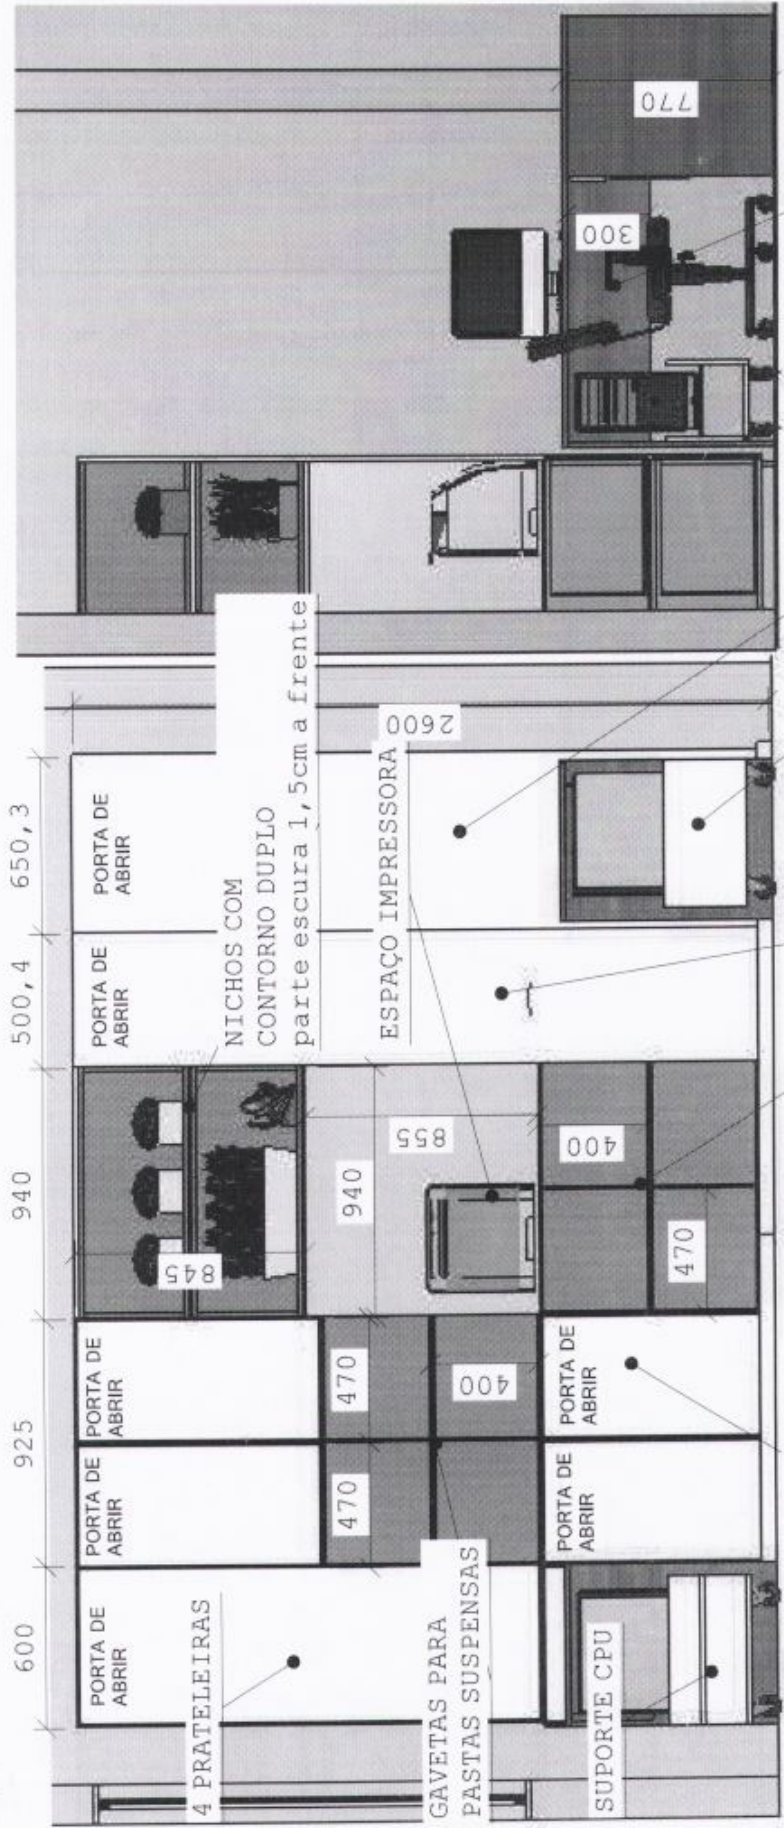 600
925
940
500,4
650,3
PORTA DE
ABRIR
PORTA DE
ABRIR
PORTA DE
ABRIR
PORTA DE
ABRIR
PORTA DE
ABRIR
4 PRATELEIRAS
845
NICHOS COM
CONTORNO DUPLO
parte escura 1,5cm a frente
2600
470
470
400
940
855
ESPAÇO IMPRESSORA
GAVETAS PARA
PASTAS SUSPENSAS
PORTA DE
ABRIR
PORTA DE
ABRIR
470
400
SUPORTE CPU
300
770